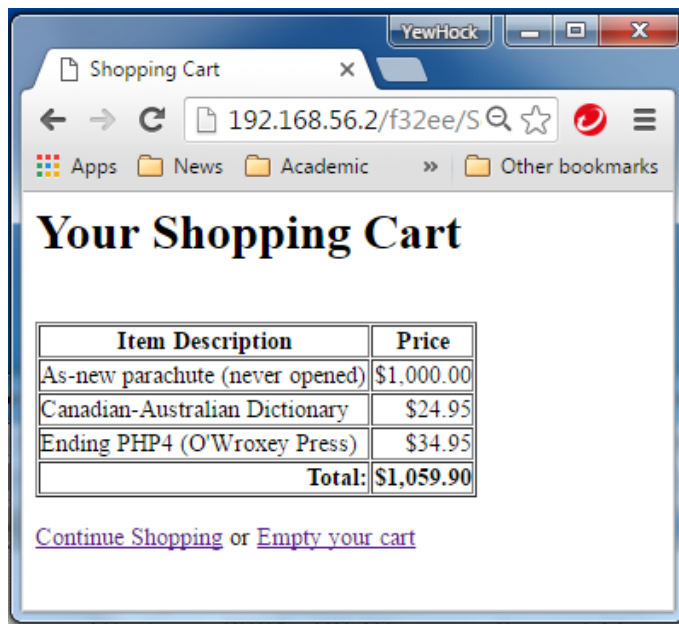 YewHock
Shopping Cart
192.168.56.2/f32ee/S
Apps News Academic » Other bookmarks
Your Shopping Cart
Item Description Price
As-new parachute (never opened) $1,000.00
Canadian-Australian Dictionary $24.95
Ending PHP4 (O'Wroxey Press) $34.95
Total: $1,059.90
Continue Shopping or Empty your cart